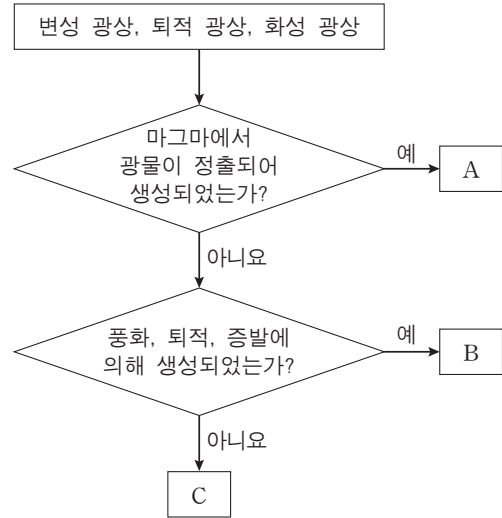 변성 광상, 퇴적 광상, 화성 광상
마그마에서
광물이 정출되어
생성되었는가?
예
A
아니요
풍화, 퇴적, 증발에
의해 생성되었는가?
예
B
아니요
C